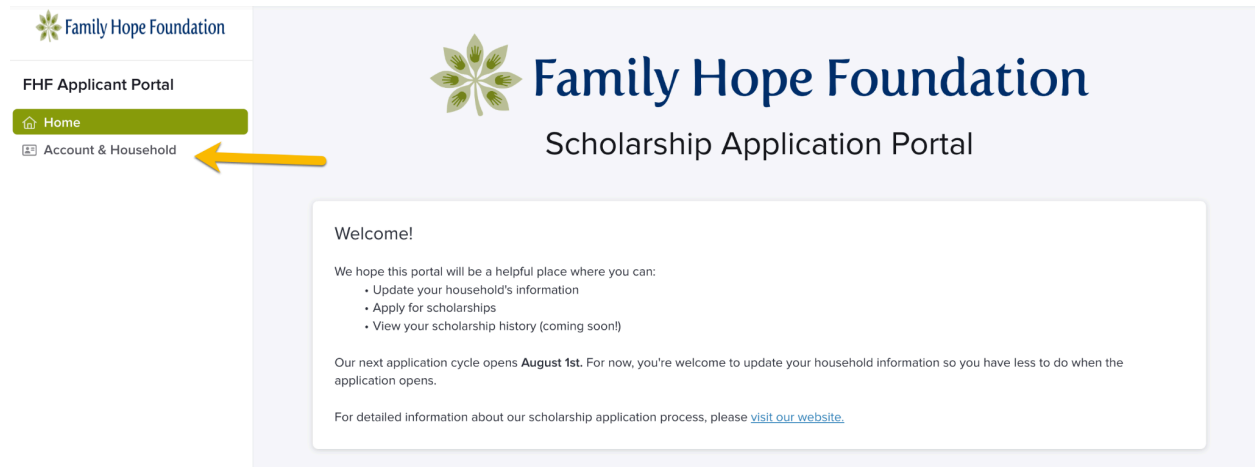 Family Hope Foundation
FHF Applicant Portal
Home
Account & Household
Family Hope Foundation
Scholarship Application Portal
Welcome!
We hope this portal will be a helpful place where you can:
• Update your household's information
• Apply for scholarships
• View your scholarship history (coming soon!)
Our next application cycle opens August 1st. For now, you're welcome to update your household information so you have less to do when the
application opens.
For detailed information about our scholarship application process, please visit our website.